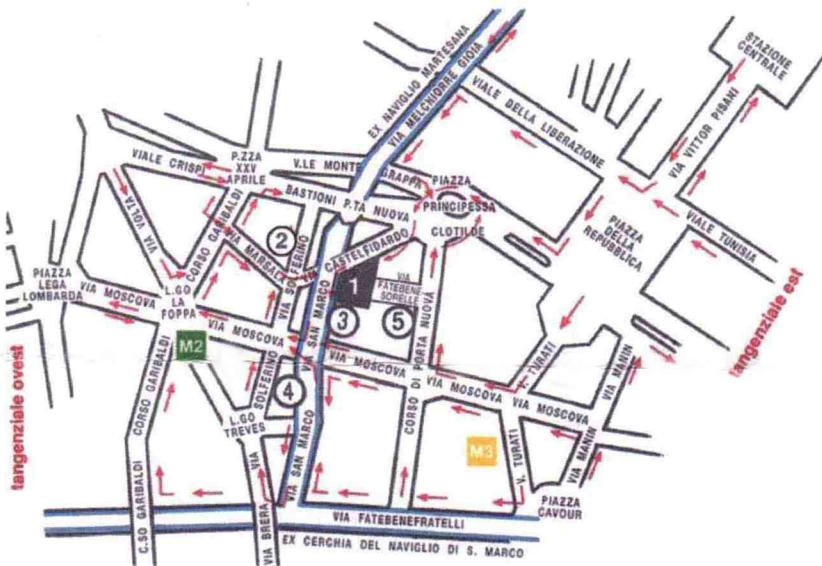 EX NAVIGLIO MARTESANA
VIA MELCHIORRE GIOIA
VIALE DELLA LIBERAZIONE
STAZIONE
CENTRALE
VIA VITTOR PISANI
VIALE TUNISIA
VIALE CRISPI
P.ZZA
XXV
APRILE
V.LE MONTE GRAPPA
PIAZZA
PRINCIPESSA
CLOTILDE
BASTIONI P.TA NUOVA
PIAZZA
DELLA
REPUBBLICA
VIA VOLTA
CORSO GARIBALDI
VIA MARSALA
2
VIA SOLFERINO
VIA CASTELFIDARDO
1
VIA
FATEBENE
SORELLE
PIAZZA
LEGA
LOMBARDA
VIA MOSCOVA
L.GO
LA
FOPPA
VIA MOSCOVA
VIA SAN MARCO
3
5
CORSO DI PORTA NUOVA
M2
VIA MOSCOVA
VIA MOSCOVA
VIA MOSCOVA
V. TURATI
VIA MANIN
tangenziale est
tangenziale ovest
CORSO GARIBALDI
SOLFERINO
4
L.GO
TREVES
VIA SAN MARCO
M3
V. TURATI
VIA MANIN
PIAZZA
CAVOUR
C.SO GARIBALDI
VIA BRERA
VIA
VIA FATEBENEFRATELLI
EX CERCHIA DEL NAVIGLIO DI S. MARCO